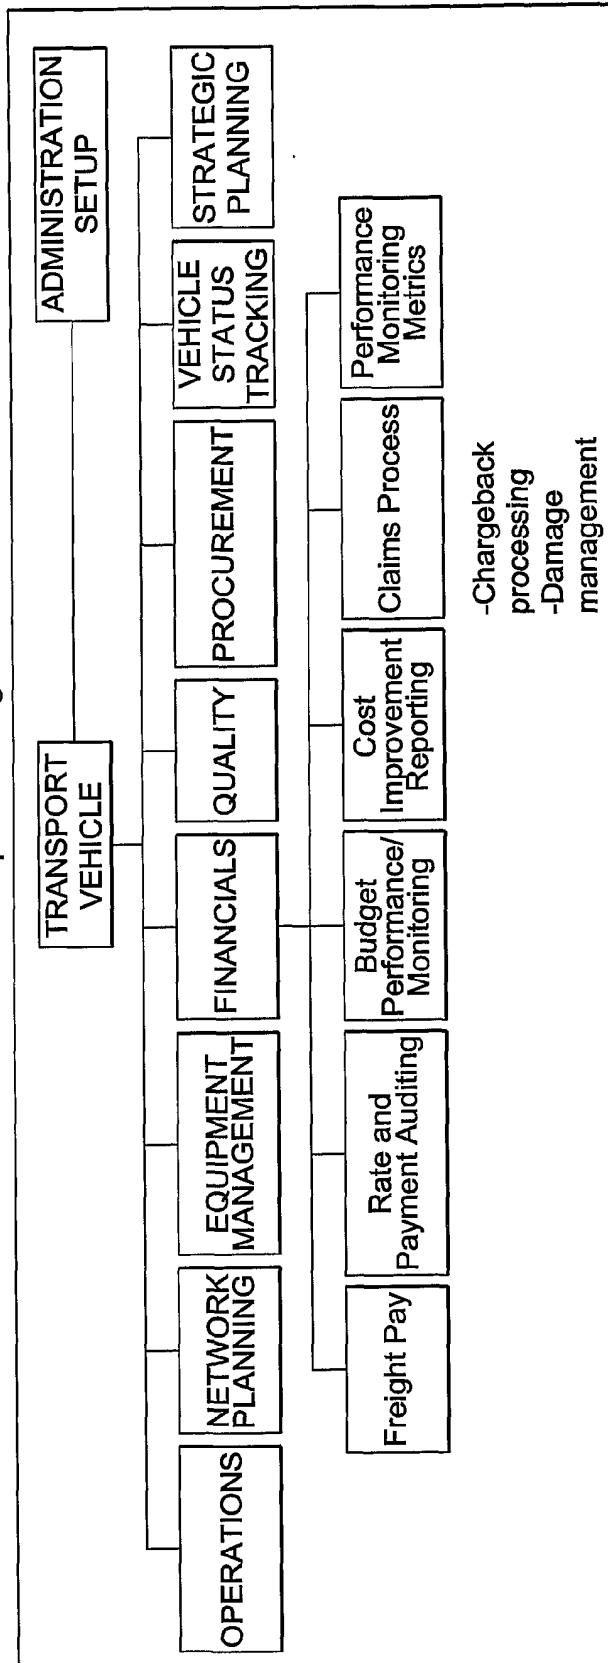 TRANSPORT
VEHICLE
ADMINISTRATION
SETUP
OPERATIONS
NETWORK
PLANNING
EQUIPMENT
MANAGEMENT
FINANCIALS
QUALITY
PROCUREMENT
VEHICLE
STATUS
TRACKING
STRATEGIC
PLANNING
Freight Pay
Rate and
Payment Auditing
Budget
Performance/
Monitoring
Cost
Improvement
Reporting
Claims Process
Performance
Monitoring
Metrics
-Chargeback
processing
-Damage
management